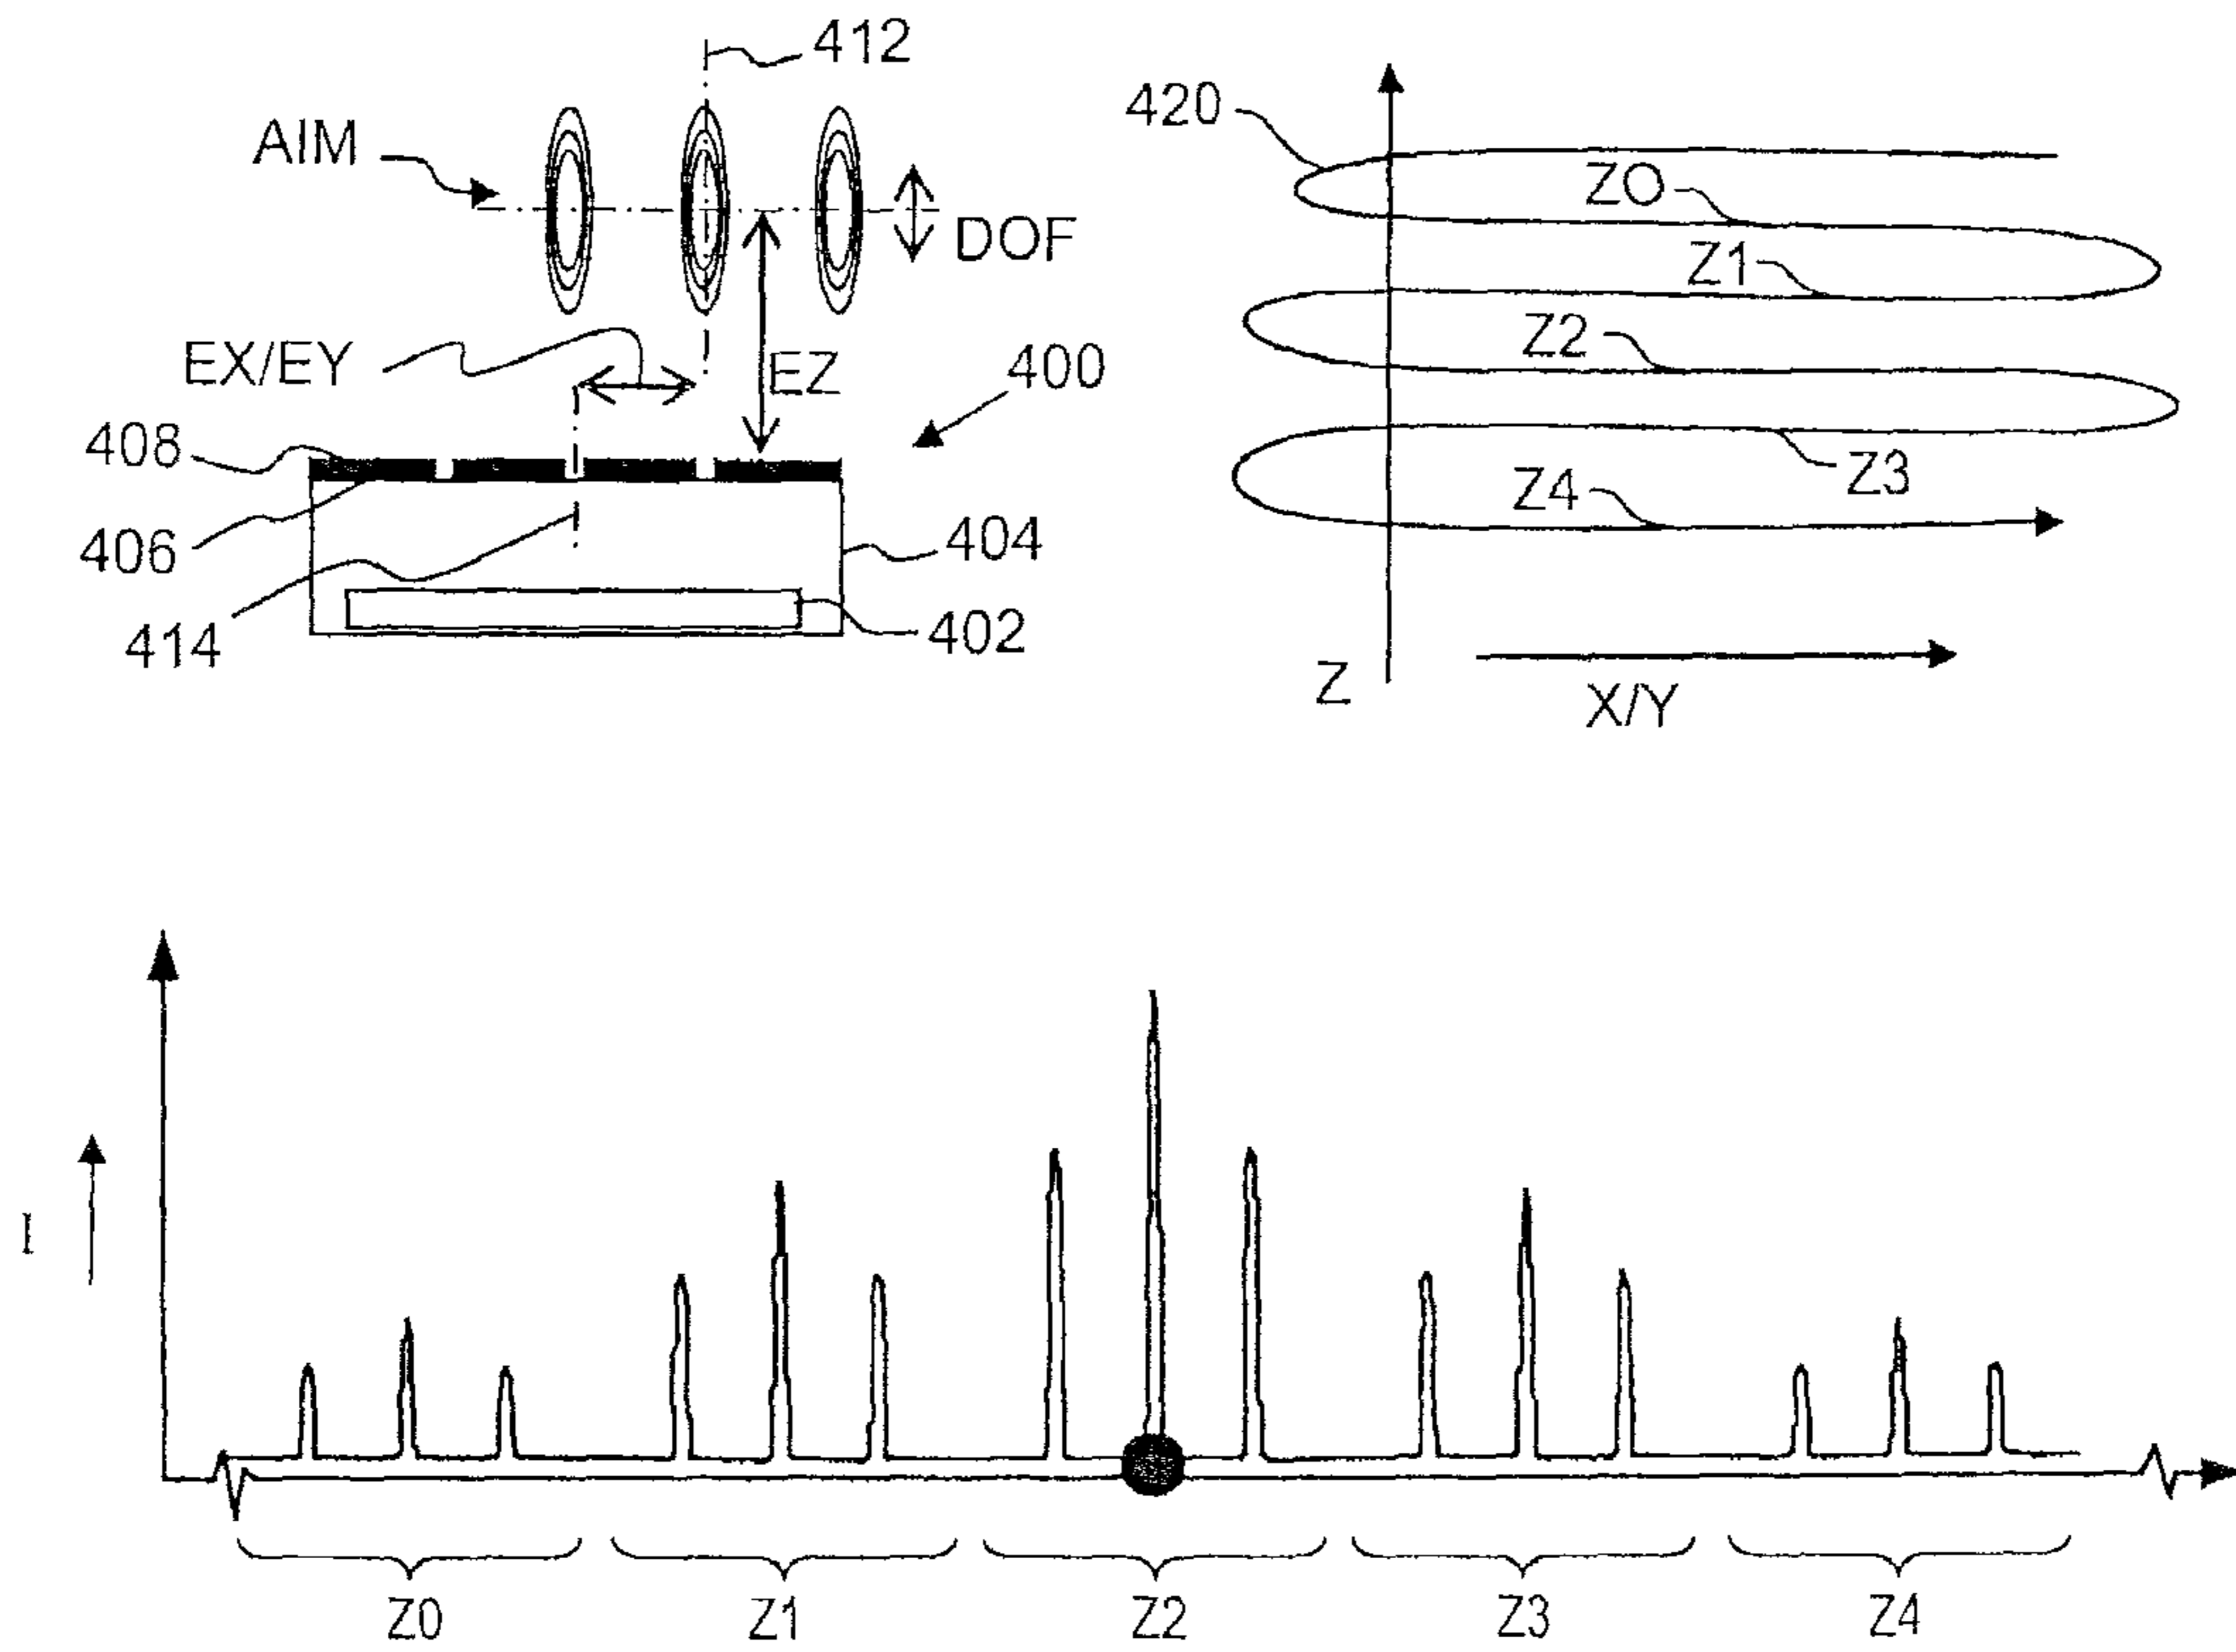 412
AIM
DOF
EX/EY
EZ
400
408
406
404
414
402
420
ZO
Z1
Z2
Z3
Z4
Z
X/Y
I
Z0 Z1 Z2 Z3 Z4